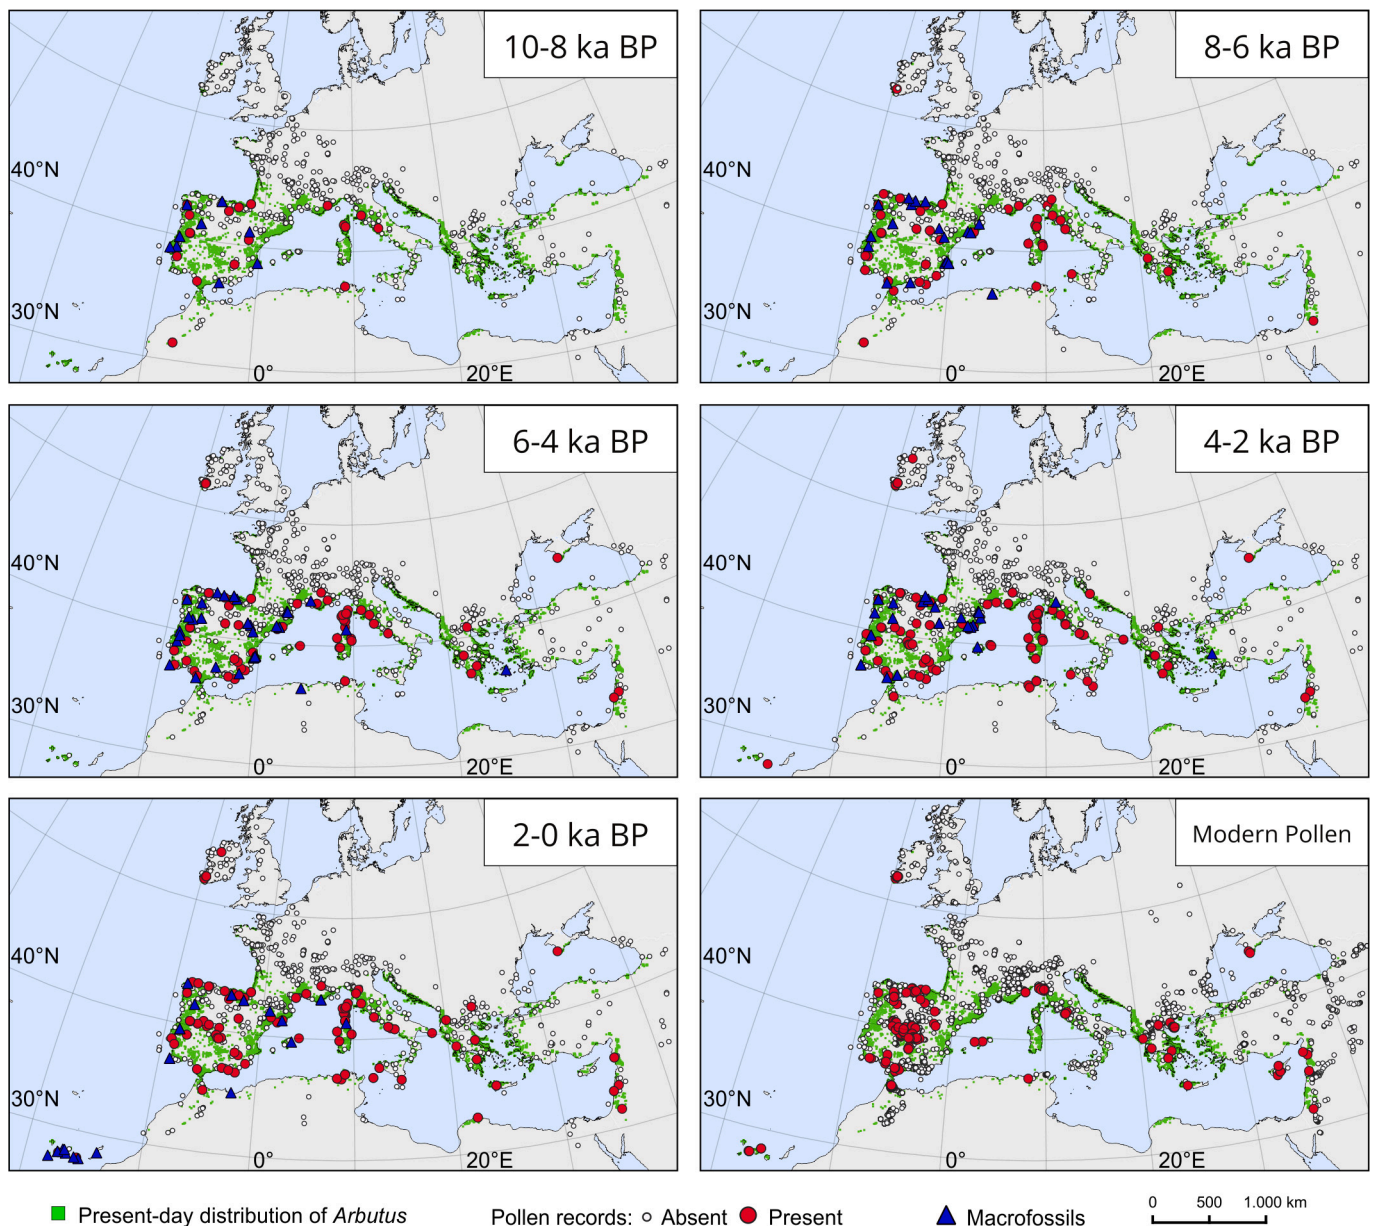 10-8 ka BP
8-6 ka BP
40°N
40°N
30°N
30°N
0°
20°E
0°
20°E
6-4 ka BP
4-2 ka BP
40°N
40°N
30°N
30°N
0°
20°E
0°
20°E
2-0 ka BP
Modern Pollen
40°N
40°N
30°N
30°N
0°
20°E
0°
20°E
0 500 1.000 km
Present-day distribution of Arbutus Pollen records: Absent Present Macrofossils